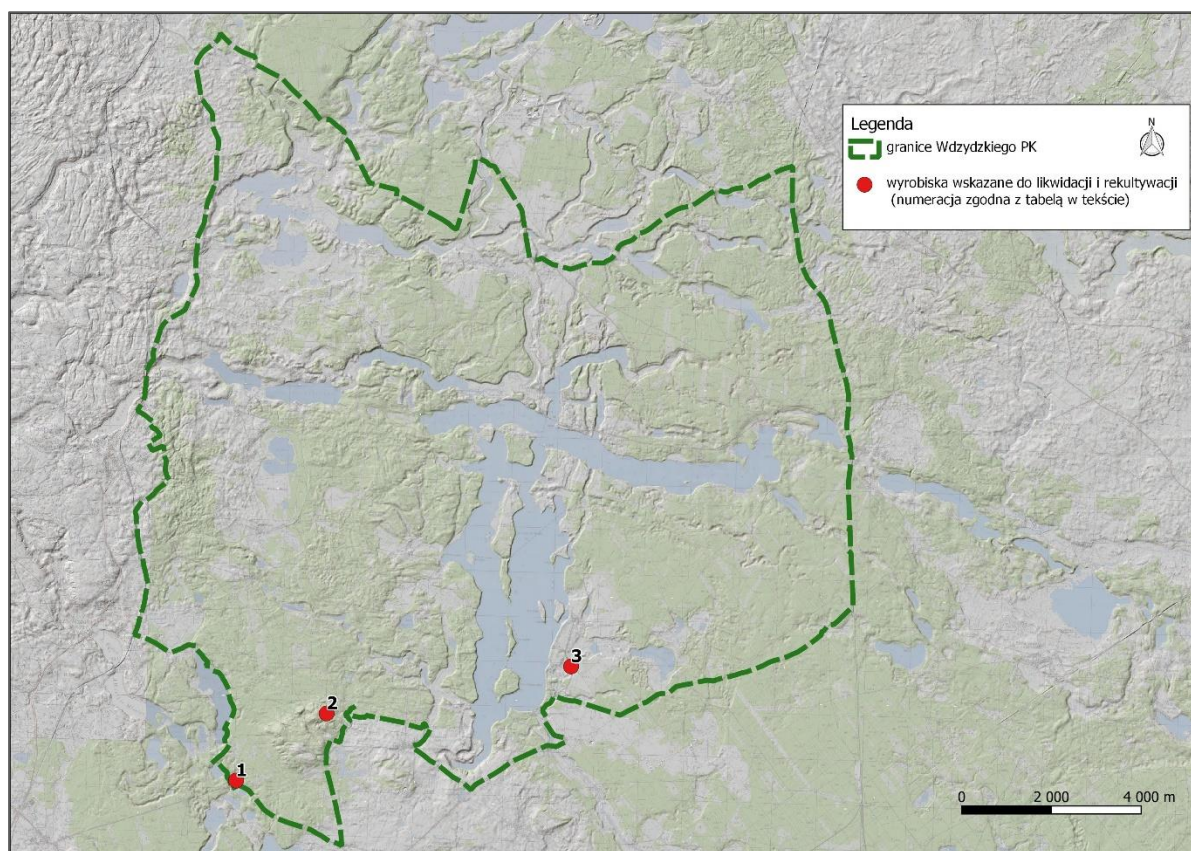 Legenda
N
granice Wdzydzkiego PK
wyrobiska wskazane do likwidacji i rekultywacji
(numeracja zgodna z tabelą w tekście)
3
2
1
0 2 000 4 000 m